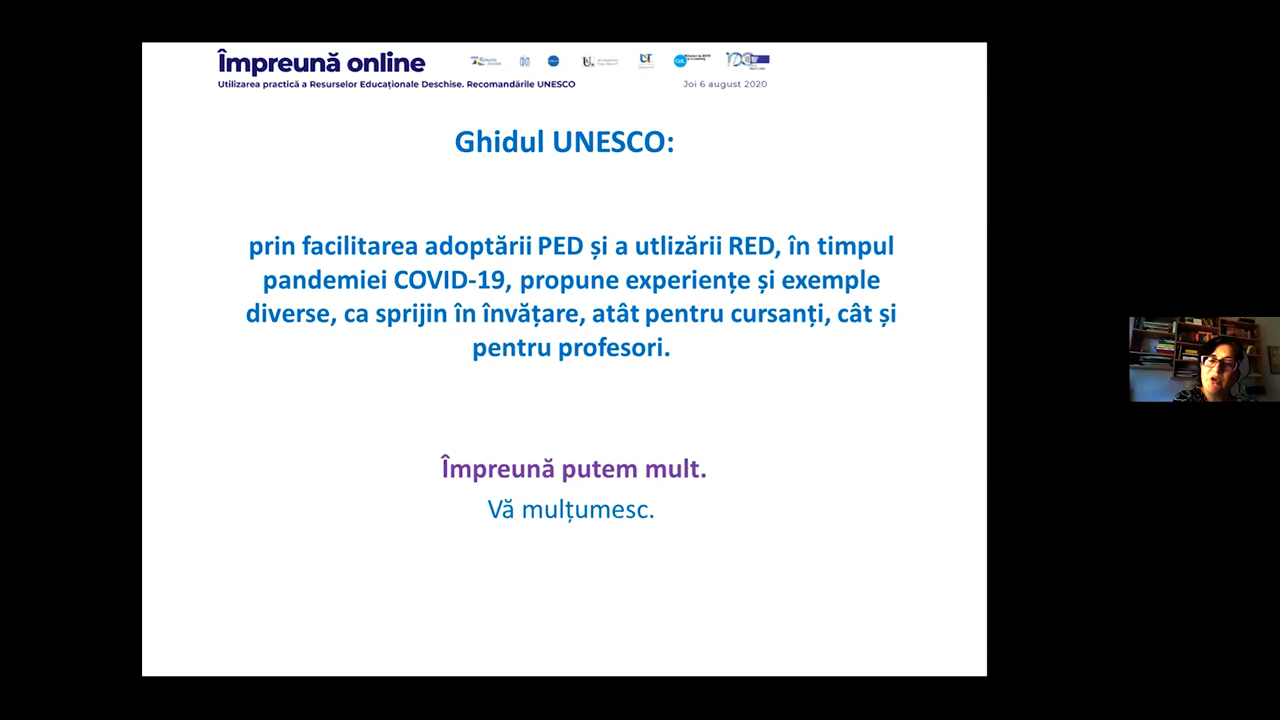 Împreună online
Utilizarea practică a Resurselor Educaționale Deschise. Recomandările UNESCO
Joi 6 august 2020
Ghidul UNESCO:
prin facilitarea adoptării PED și a utlizării RED, în timpul
pandemiei COVID-19, propune experiențe și exemple
diverse, ca sprijin în învățare, atât pentru cursanți, cât și
pentru profesori.
Împreună putem mult.
Vă mulțumesc.